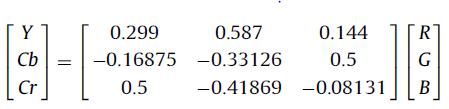 Y = 0.299 0.587 0.144 R
Cb = −0.16875 −0.33126 0.5 G
Cr = 0.5 −0.41869 −0.08131 B